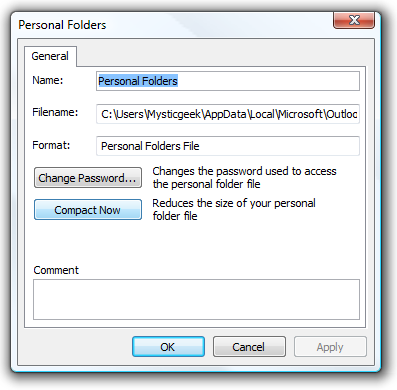 Personal Folders
General
Name: Personal Folders
Filename: C:\Users\Mysticgeek\AppData\Local\Microsoft\Outloo
Format: Personal Folders File
Change Password... Changes the password used to access
the personal folder file
Compact Now Reduces the size of your personal
folder file
Comment
OK Cancel Apply